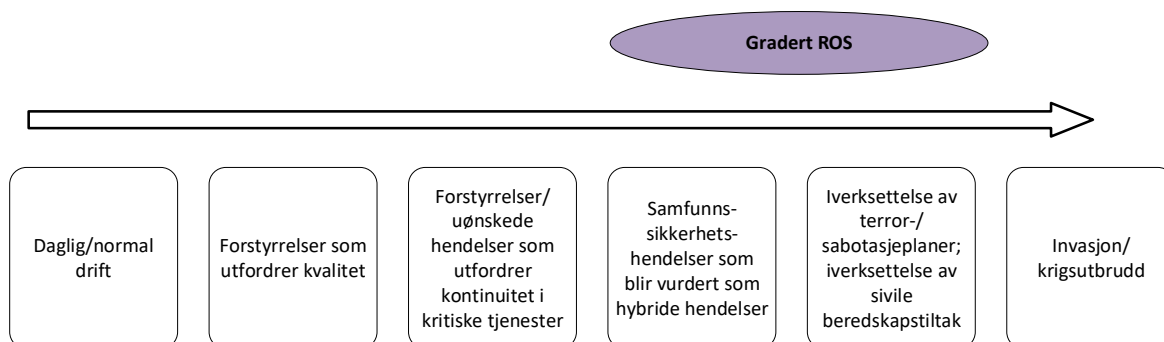 Gradert ROS
Daglig/normal
drift
Forstyrrelser som
utfordrer kvalitet
Forstyrrelser/
uønskede
hendelser som
utfordrer
kontinuitet i
kritiske tjenester
Samfunns-
sikkerhets-
hendelser som
blir vurdert som
hybride hendelser
Iverksettelse av
terror-/
sabotasjeplaner;
iverksettelse av
sivile
beredskapstiltak
Invasjon/
krigsutbrudd